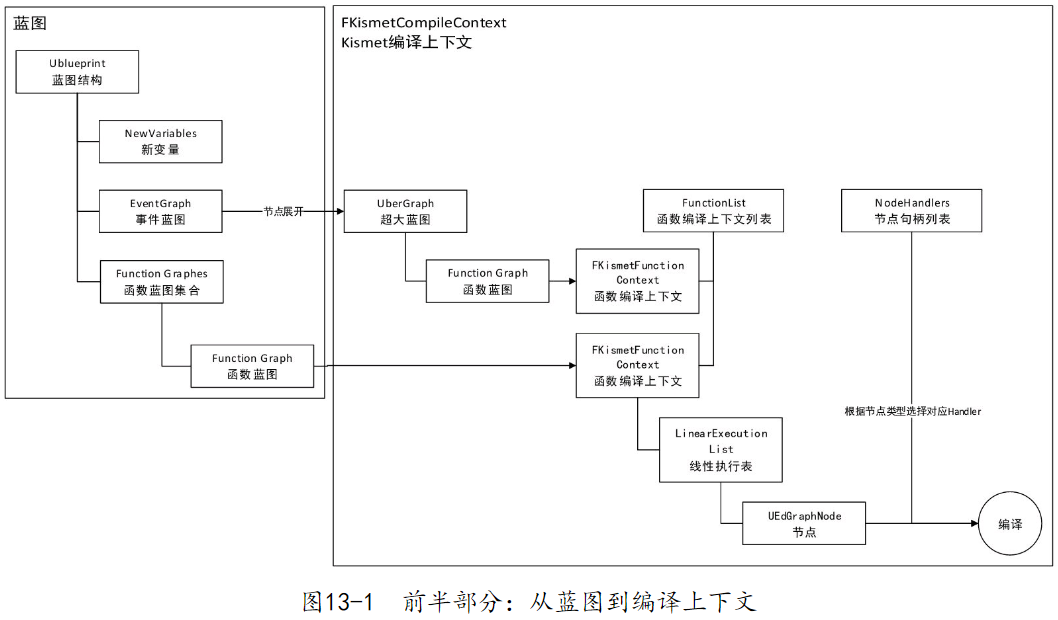 蓝图
Ublueprint
蓝图结构
NewVariables
新变量
EventGraph
事件蓝图
Function Graphes
函数蓝图集合
Function Graph
函数蓝图
节点展开
FKismetCompileContext
Kismet编译上下文
UberGraph
超大蓝图
Function Graph
函数蓝图
FKismetFunction
Context
函数编译上下文
FKismetFunction
Context
函数编译上下文
FunctionList
函数编译上下文列表
NodeHandlers
节点句柄列表
LinearExecution
List
线性执行表
根据节点类型选择对应Handler
UEdGraphNode
节点
编译
图13-1 前半部分：从蓝图到编译上下文